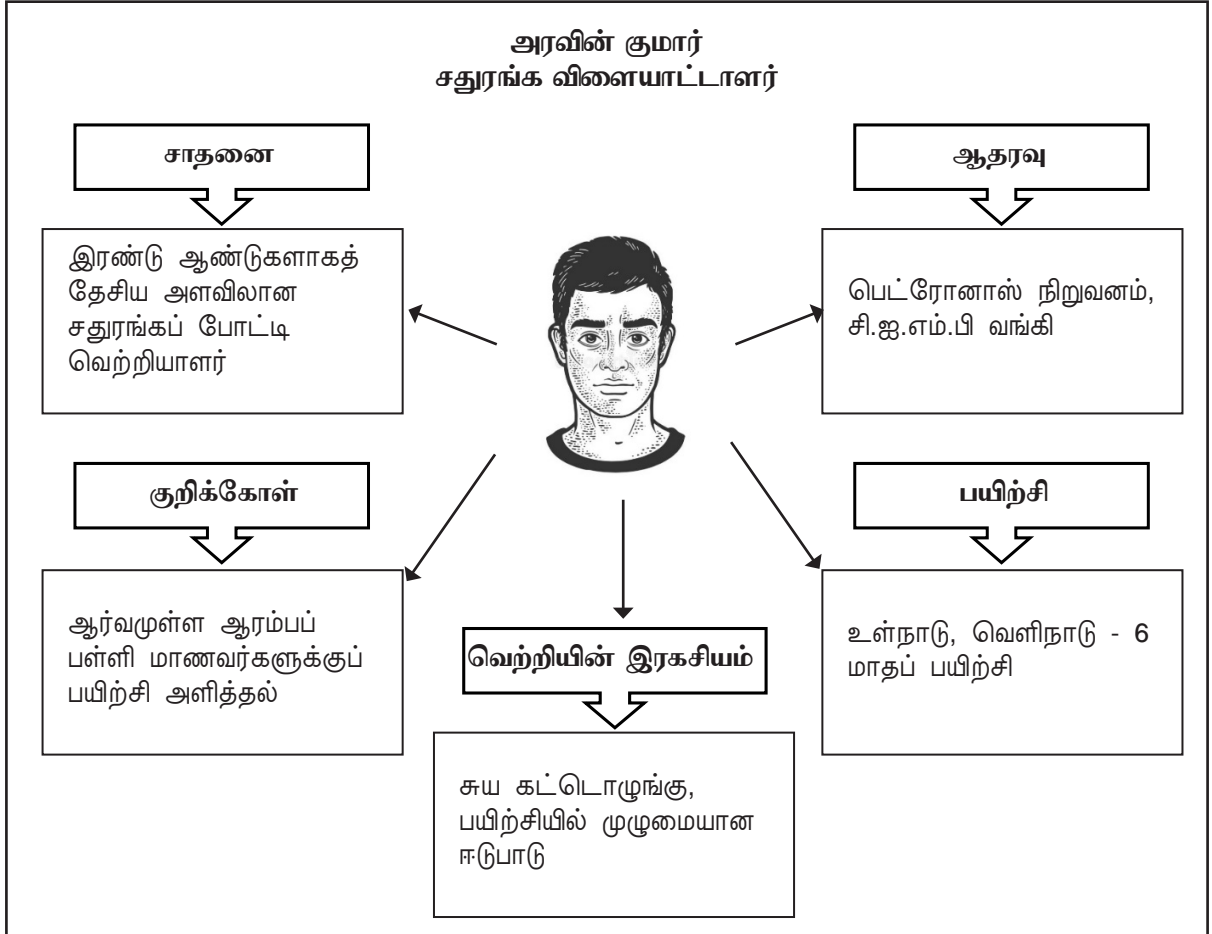 அரவின் குமார்
சதுரங்க விளையாட்டாளர்
சாதனை
இரண்டு ஆண்டுகளாகத்
தேசிய அளவிலான
சதுரங்கப் போட்டி
வெற்றியாளர்
ஆதரவு
பெட்ரோனாஸ் நிறுவனம்,
சி.ஐ.எம்.பி வங்கி
குறிக்கோள்
ஆர்வமுள்ள ஆரம்பப்
பள்ளி மாணவர்களுக்குப்
பயிற்சி அளித்தல்
பயிற்சி
உள்நாடு, வெளிநாடு - 6
மாதப் பயிற்சி
வெற்றியின் இரகசியம்
சுய கட்டொழுங்கு,
பயிற்சியில் முழுமையான
ஈடுபாடு